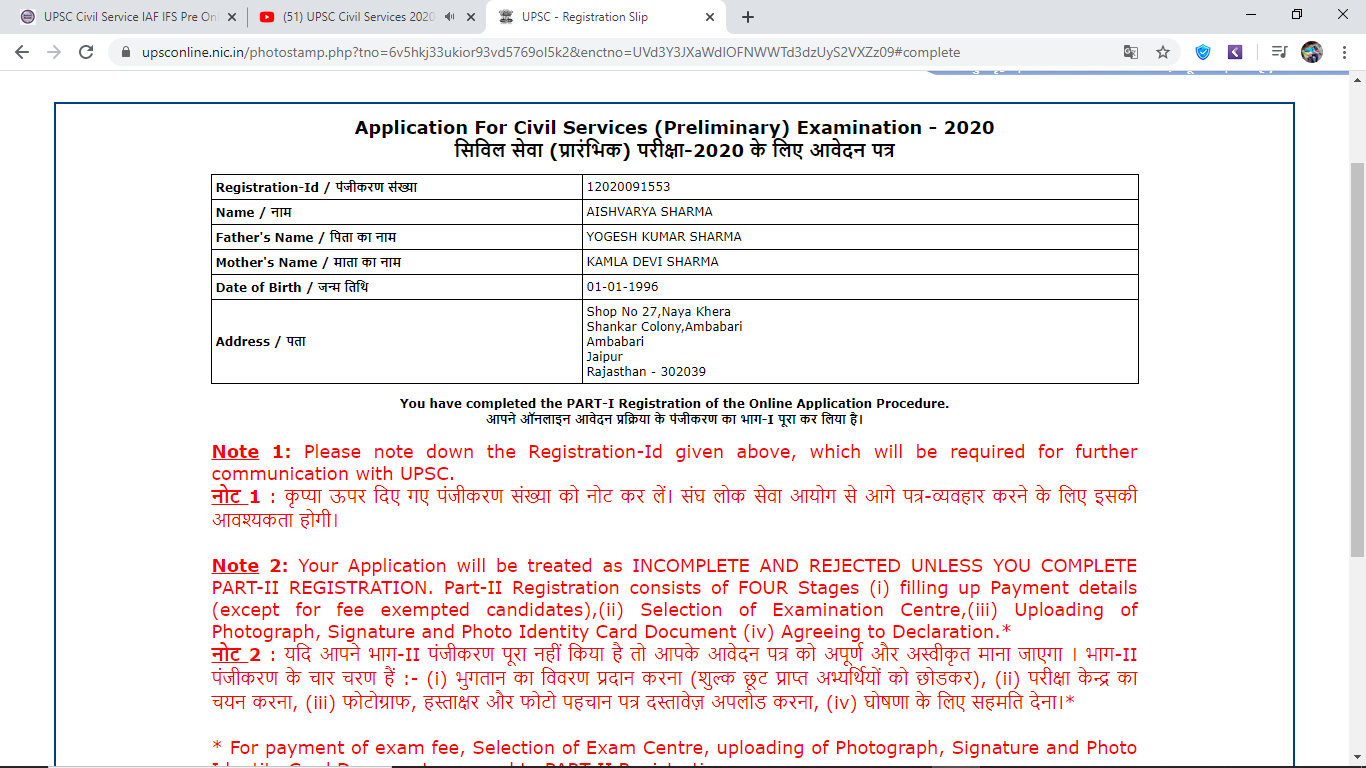 UPSC Civil Service IAF IFS Pre On
(51) UPSC Civil Services 2020
UPSC - Registration Slip
upsconline.nic.in/photostamp.php?tno=6v5hkj33ukior93vd5769ol5k2&enctno=UVd3Y3JXaWdIOFNWWTd3dzUyS2VXZz09#complete
Application For Civil Services (Preliminary) Examination - 2020
सिविल सेवा (प्रारंभिक) परीक्षा-2020 के लिए आवेदन पत्र
Registration-Id / पंजीकरण संख्या 12020091553
Name / नाम AISHVARYA SHARMA
Father's Name / पिता का नाम YOGESH KUMAR SHARMA
Mother's Name / माता का नाम KAMLA DEVI SHARMA
Date of Birth / जन्म तिथि 01-01-1996
Address / पता
Shop No 27,Naya Khera
Shankar Colony,Ambabari
Ambabari
Jaipur
Rajasthan - 302039
You have completed the PART-I Registration of the Online Application Procedure.
आपने ऑनलाइन आवेदन प्रक्रिया के पंजीकरण का भाग-I पूरा कर लिया है।
Note 1: Please note down the Registration-Id given above, which will be required for further
communication with UPSC.
नोट 1 : कृप्या ऊपर दिए गए पंजीकरण संख्या को नोट कर लें। संघ लोक सेवा आयोग से आगे पत्र-व्यवहार करने के लिए इसकी
आवश्यकता होगी।
Note 2: Your Application will be treated as INCOMPLETE AND REJECTED UNLESS YOU COMPLETE
PART-II REGISTRATION. Part-II Registration consists of FOUR Stages (i) filling up Payment details
(except for fee exempted candidates),(ii) Selection of Examination Centre,(iii) Uploading of
Photograph, Signature and Photo Identity Card Document (iv) Agreeing to Declaration.*
नोट 2 : यदि आपने भाग-II पंजीकरण पूरा नहीं किया है तो आपके आवेदन पत्र को अपूर्ण और अस्वीकृत माना जाएगा । भाग-II
पंजीकरण के चार चरण हैं :- (i) भुगतान का विवरण प्रदान करना (शुल्क छूट प्राप्त अभ्यर्थियों को छोडकर), (ii) परीक्षा केन्द्र का
चयन करना, (iii) फोटोग्राफ, हस्ताक्षर और फोटो पहचान पत्र दस्तावेज़ अपलोड करना, (iv) घोषणा के लिए सहमति देना।*
* For payment of exam fee, Selection of Exam Centre, uploading of Photograph, Signature and Photo